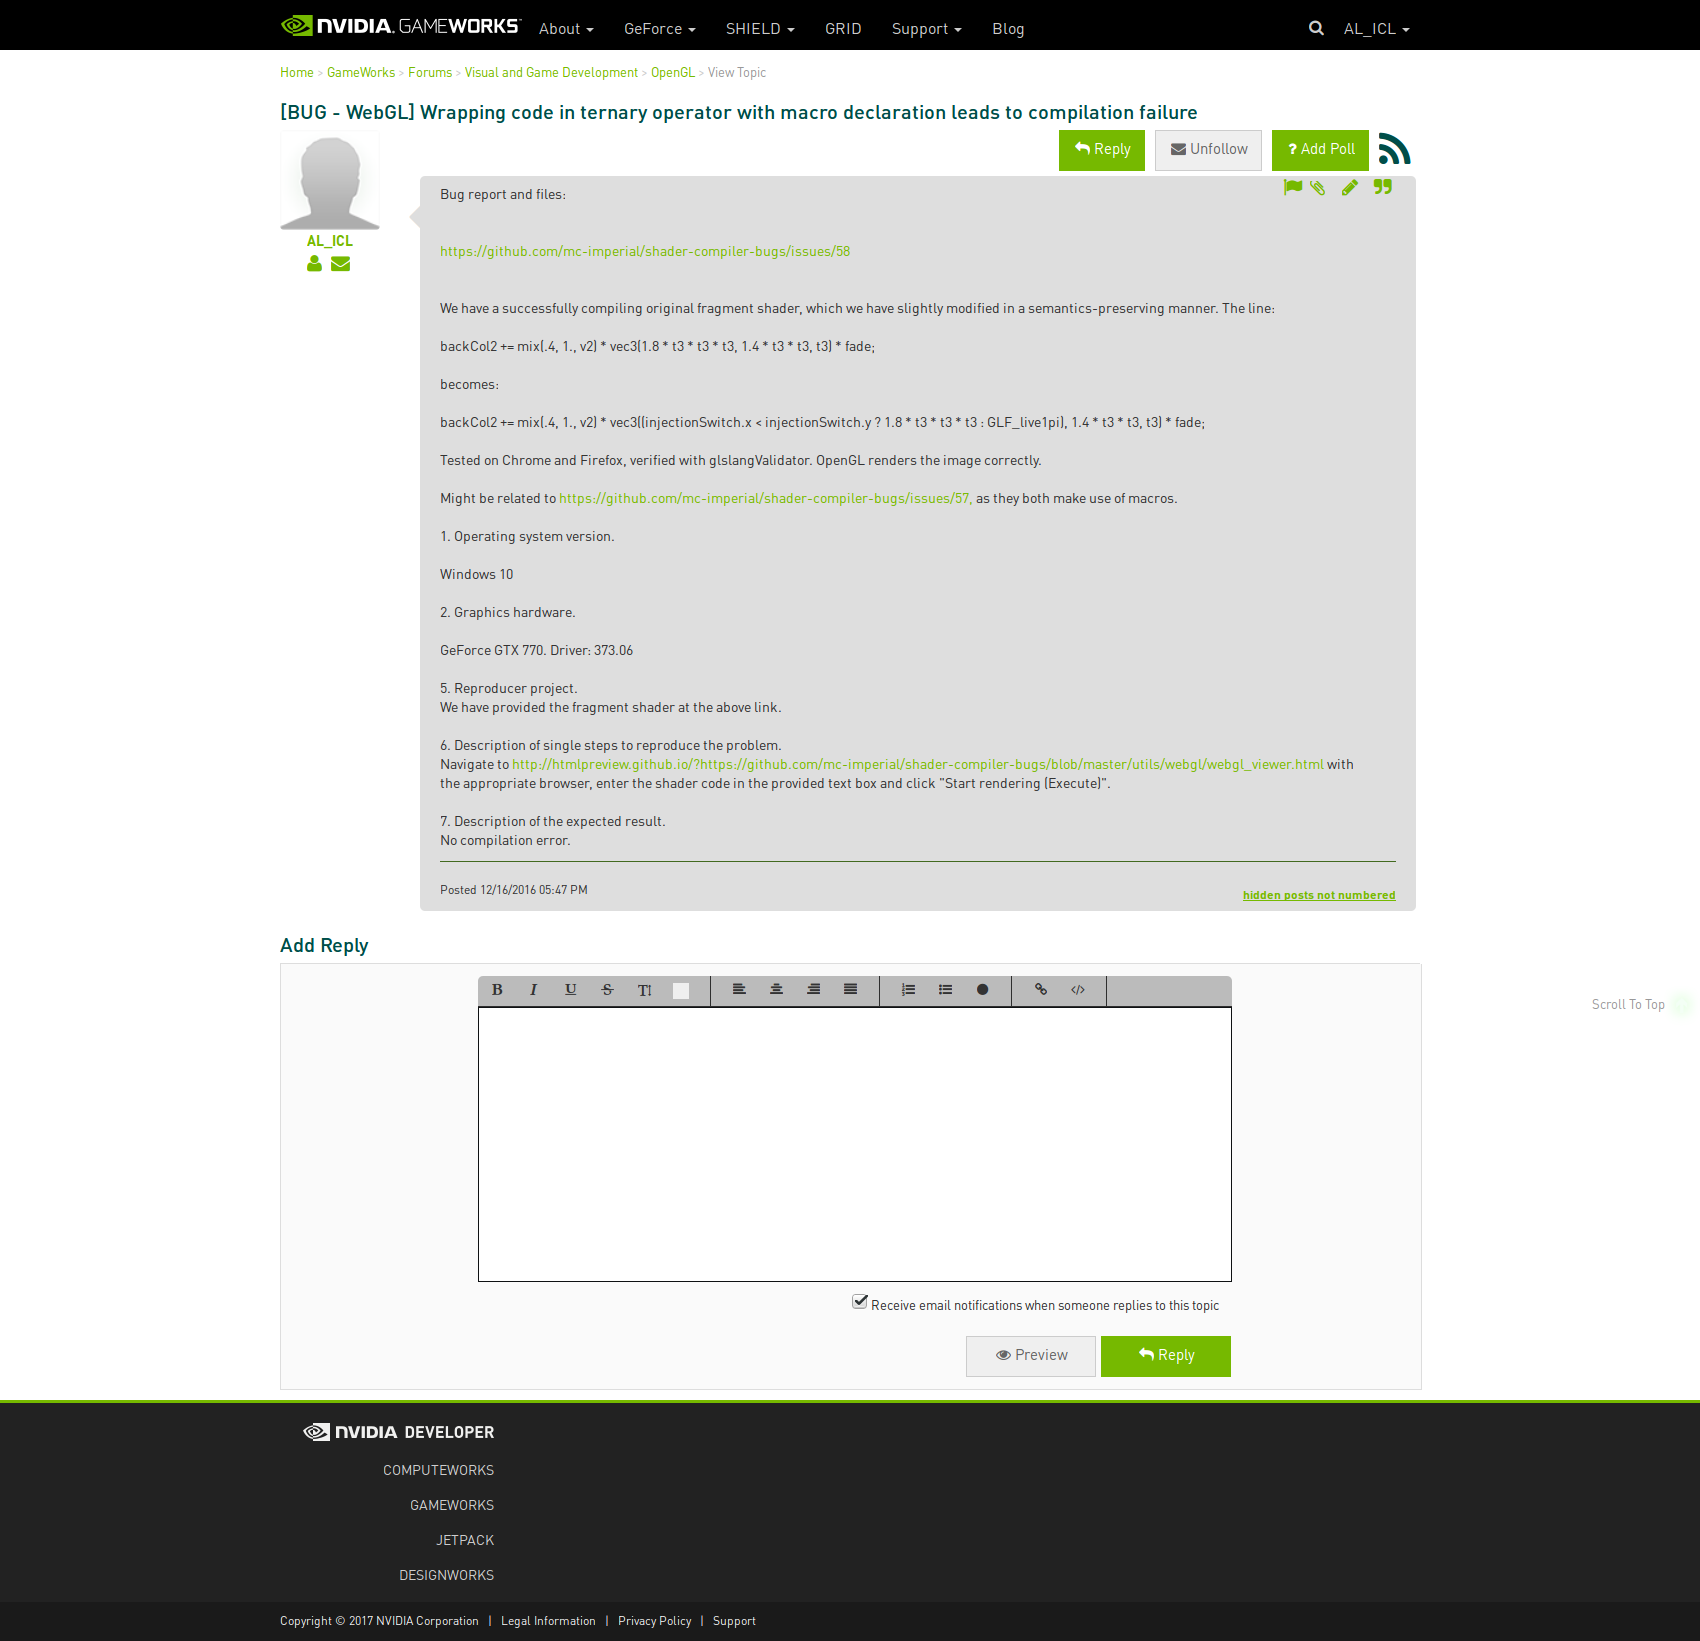 NVIDIA. GAMEWORKS™ About GeForce SHIELD GRID Support Blog AL_ICL
Home > GameWorks > Forums > Visual and Game Development > OpenGL > View Topic
[BUG - WebGL] Wrapping code in ternary operator with macro declaration leads to compilation failure
Reply Unfollow ? Add Poll
AL_ICL
Bug report and files:
https://github.com/mc-imperial/shader-compiler-bugs/issues/58
We have a successfully compiling original fragment shader, which we have slightly modified in a semantics-preserving manner. The line:
backCol2 += mix(.4, 1., v2) * vec3(1.8 * t3 * t3 * t3, 1.4 * t3 * t3, t3) * fade;
becomes:
backCol2 += mix(.4, 1., v2) * vec3((injectionSwitch.x < injectionSwitch.y ? 1.8 * t3 * t3 * t3 : GLF_live1pi), 1.4 * t3 * t3, t3) * fade;
Tested on Chrome and Firefox, verified with glslangValidator. OpenGL renders the image correctly.
Might be related to https://github.com/mc-imperial/shader-compiler-bugs/issues/57, as they both make use of macros.
1. Operating system version.
Windows 10
2. Graphics hardware.
GeForce GTX 770. Driver: 373.06
5. Reproducer project.
We have provided the fragment shader at the above link.
6. Description of single steps to reproduce the problem.
Navigate to http://htmlpreview.github.io/?https://github.com/mc-imperial/shader-compiler-bugs/blob/master/utils/webgl/webgl_viewer.html with
the appropriate browser, enter the shader code in the provided text box and click "Start rendering (Execute)".
7. Description of the expected result.
No compilation error.
Posted 12/16/2016 05:47 PM
hidden posts not numbered
Add Reply
B I U S T
Scroll To Top
Receive email notifications when someone replies to this topic
Preview Reply
NVIDIA DEVELOPER
COMPUTEWORKS
GAMEWORKS
JETPACK
DESIGNWORKS
Copyright © 2017 NVIDIA Corporation | Legal Information | Privacy Policy | Support